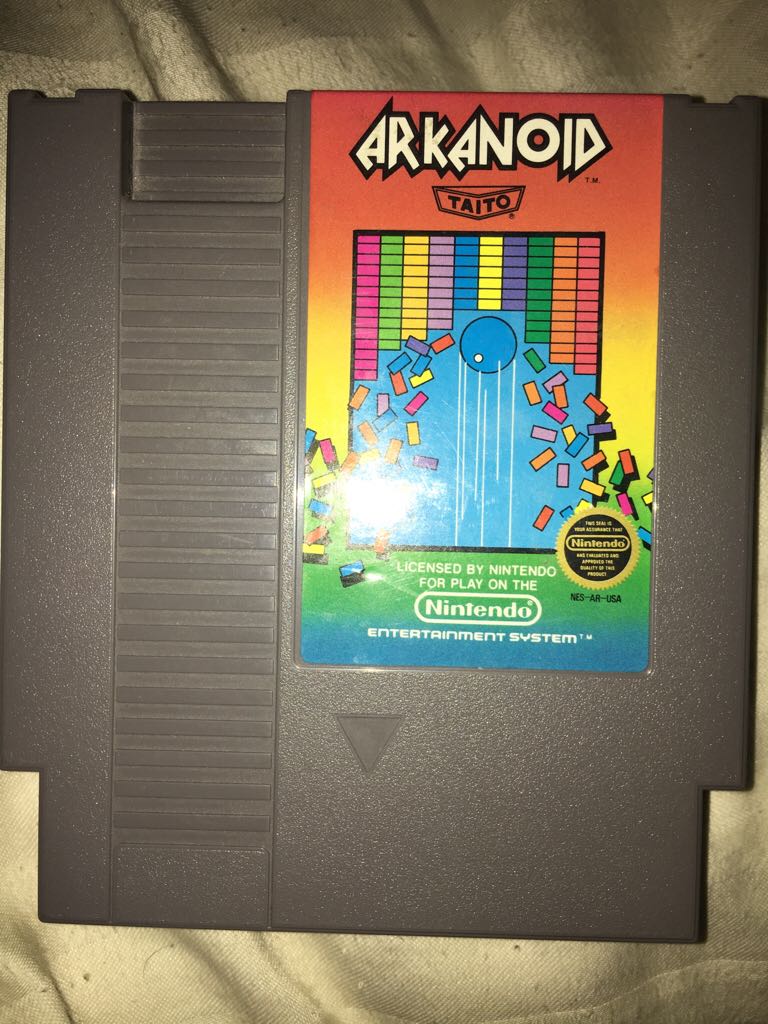 ARKANOID
T.M.
TAITO
®
THIS SEAL IS
YOUR ASSURANCE THAT
Nintendo
AND EVALUATED AND
APPROVED THE
QUALITY OF THIS
PRODUCT
NES-AR-USA
LICENSED BY NINTENDO
FOR PLAY ON THE
Nintendo®
ENTERTAINMENT SYSTEM™